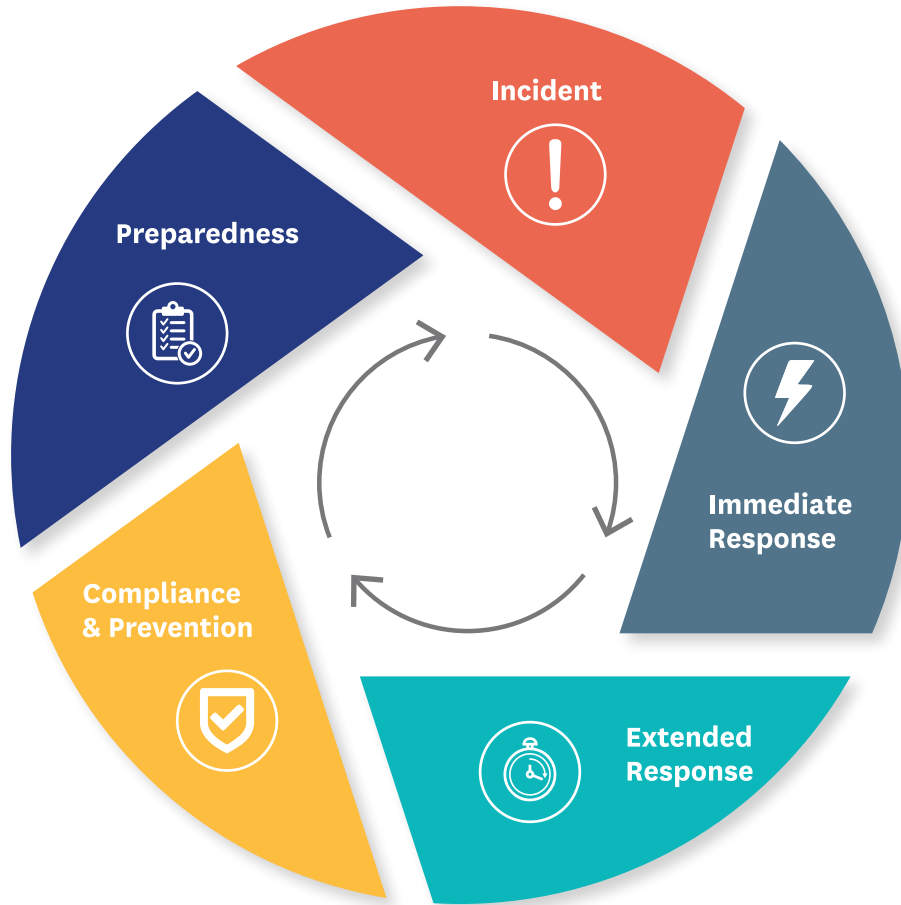 Incident
Preparedness
Immediate
Response
Compliance
& Prevention
Extended
Response